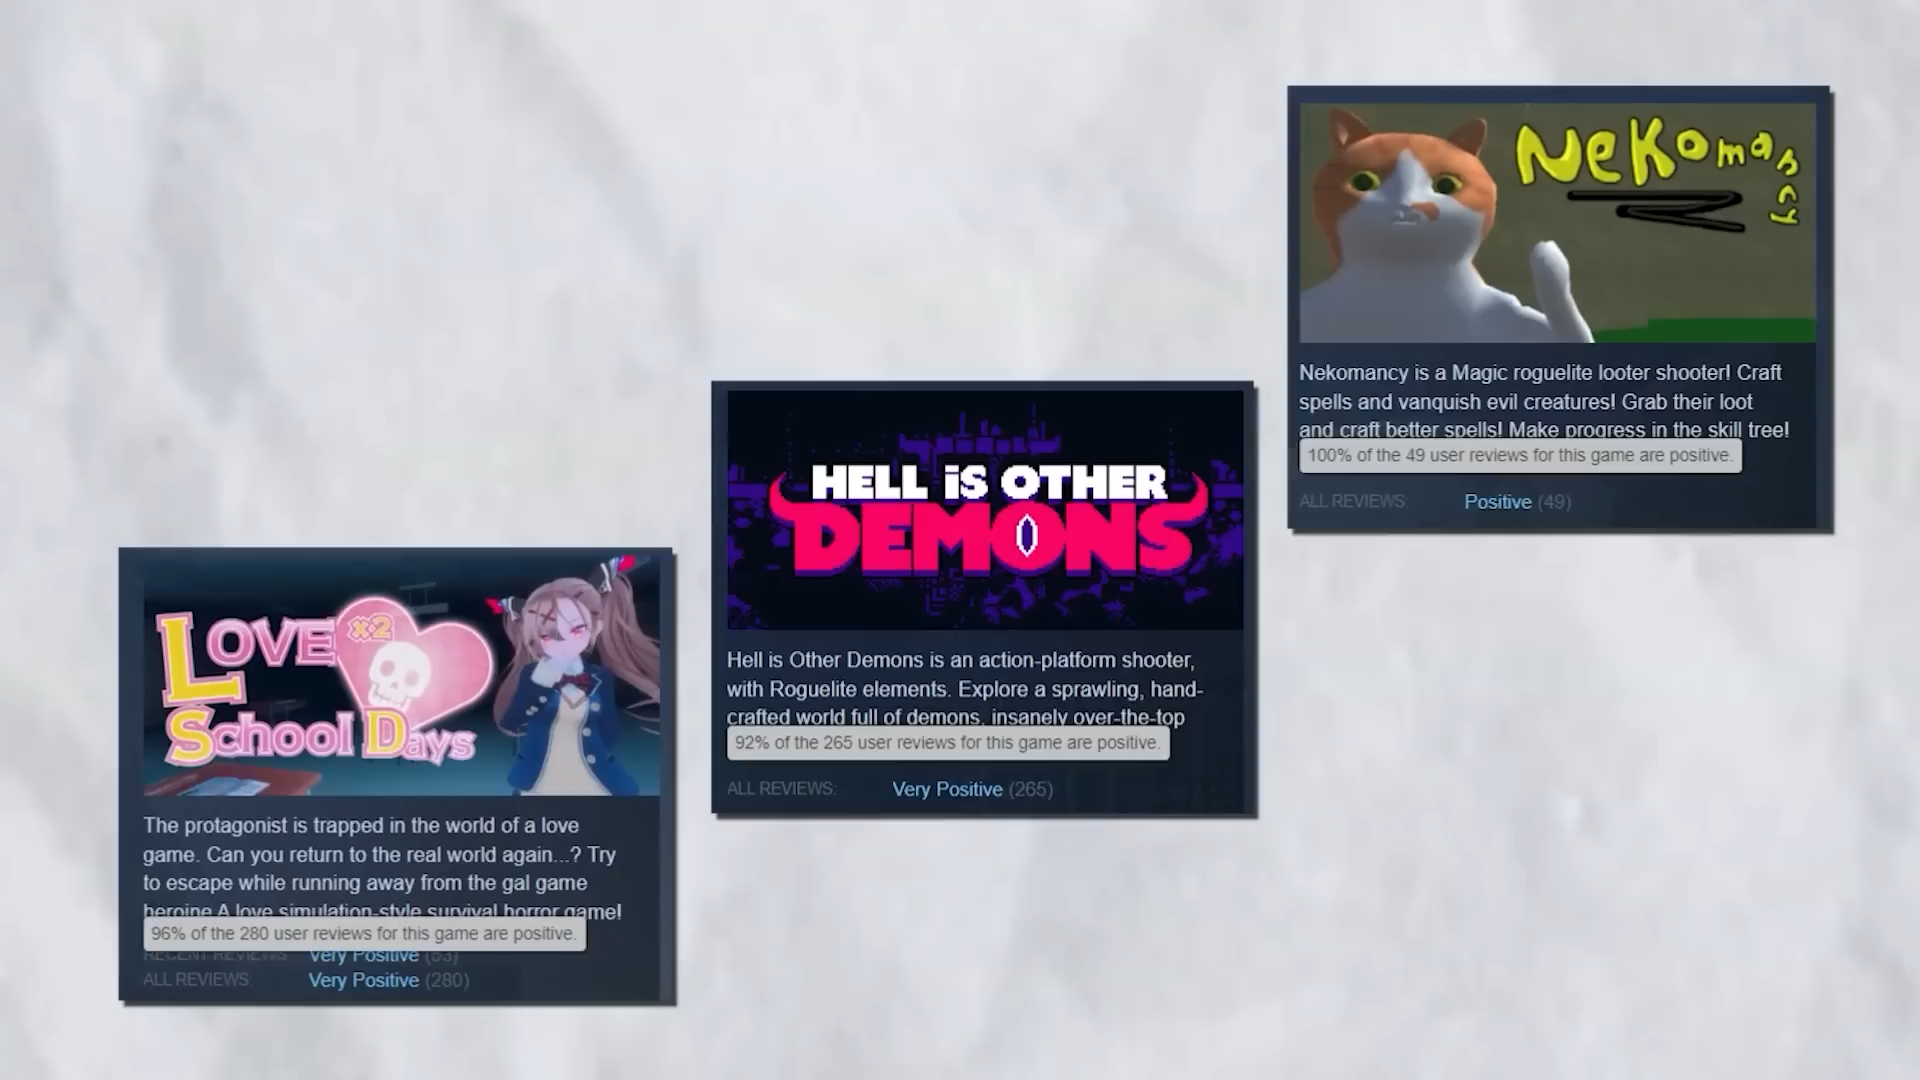 LOVE x2
School Days
The protagonist is trapped in the world of a love
game. Can you return to the real world again...? Try
to escape while running away from the gal game
heroine A love simulation-style survival horror game!
96% of the 280 user reviews for this game are positive.
RECENT REVIEWS: Very Positive (53)
ALL REVIEWS: Very Positive (280)
HELL iS OTHER
DEMONS
Hell is Other Demons is an action-platform shooter,
with Roguelite elements. Explore a sprawling, hand-
crafted world full of demons, insanely over-the-top
92% of the 265 user reviews for this game are positive.
ALL REVIEWS: Very Positive (265)
NeKomancy
Nekomancy is a Magic roguelite looter shooter! Craft
spells and vanquish evil creatures! Grab their loot
and craft better spells! Make progress in the skill tree!
100% of the 49 user reviews for this game are positive.
ALL REVIEWS: Positive (49)